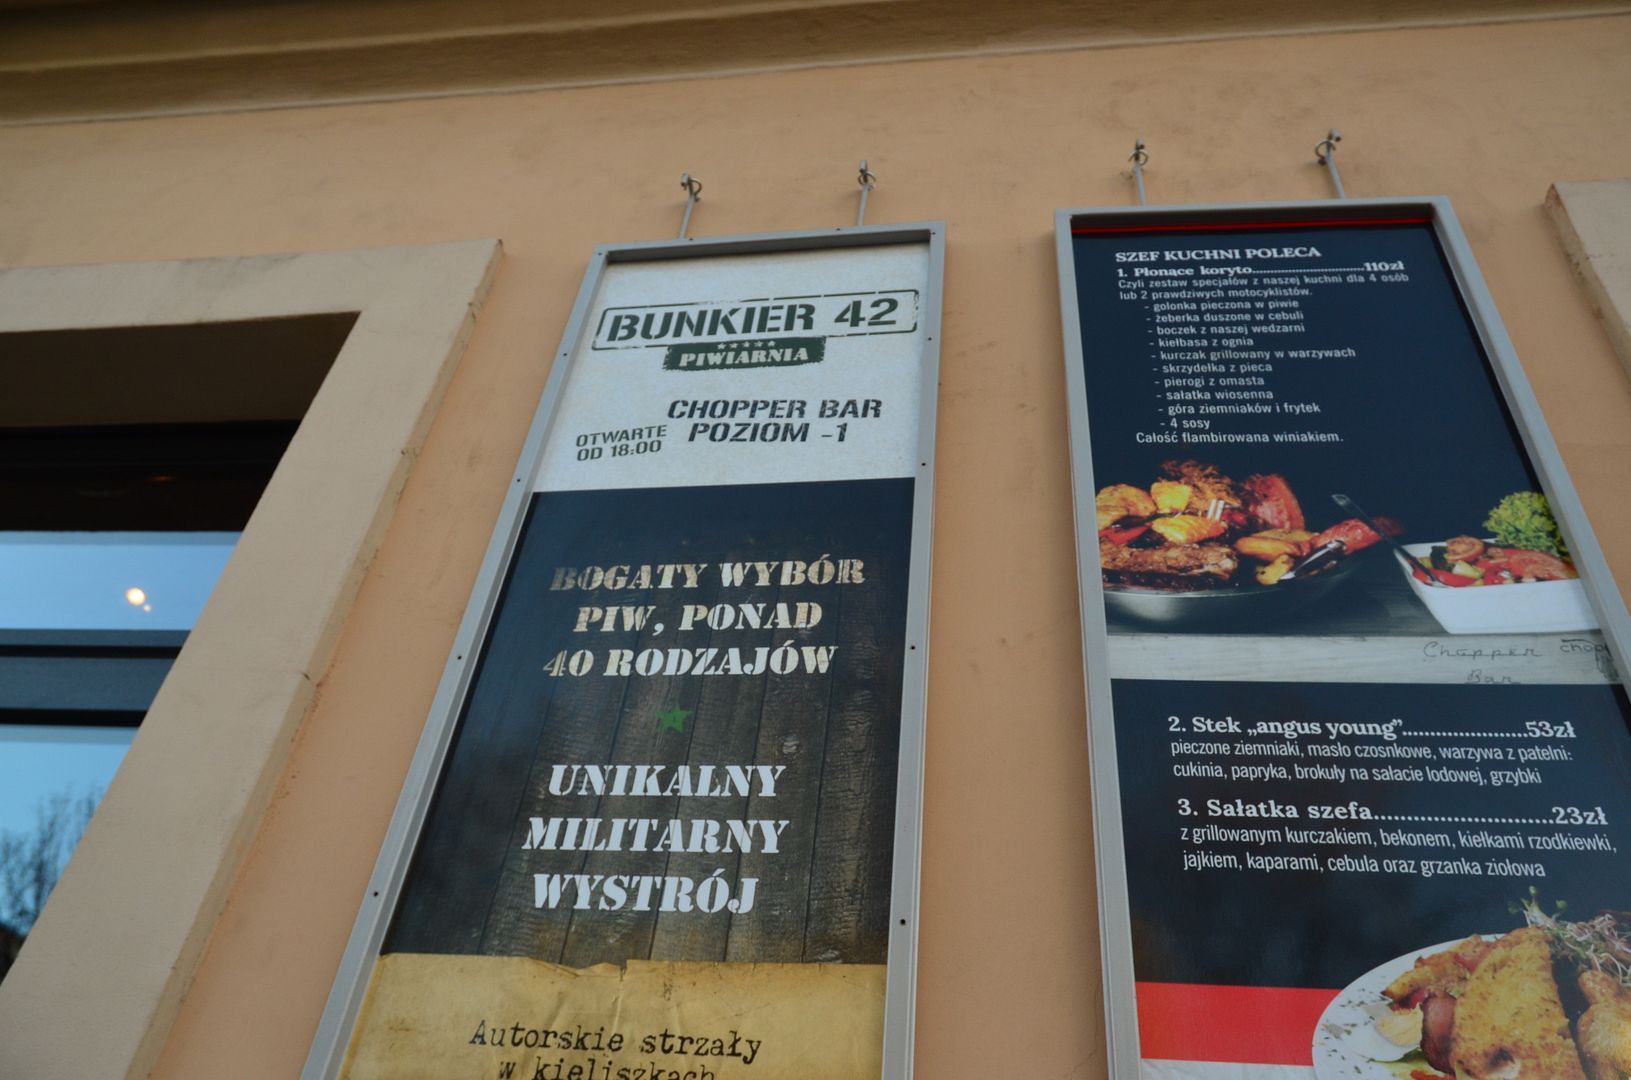 BUNKIER 42
PIWIARNIA
CHOPPER BAR
POZIOM -1
OTWARTE
OD 18:00
BOGATY WYBÓR
PIW, PONAD
40 RODZAJÓW
UNIKALNY
MILITARNY
WYSTRÓJ
Autorskie strzały
w kieliszkach
SZEF KUCHNI POLECA
1. Płonące koryto..............................110zł
Czyli zestaw specjałów z naszej kuchni dla 4 osób
lub 2 prawdziwych motocyklistów.
- golonka pieczona w piwie
- żeberka duszone w cebuli
- boczek z naszej wędzarni
- kiełbasa z ognia
- kurczak grillowany w warzywach
- skrzydełka z pieca
- pierogi z omastą
- sałatka wiosenna
- góra ziemniaków i frytek
- 4 sosy
Całość flambirowana winiakiem.
Chopper
Bar
chopp
2. Stek „angus young”......................53zł
pieczone ziemniaki, masło czosnkowe, warzywa z patelni:
cukinia, papryka, brokuły na sałacie lodowej, grzybki
3. Sałatka szefa..............................23zł
z grillowanym kurczakiem, bekonem, kiełkami rzodkiewki,
jajkiem, kaparami, cebula oraz grzanka ziołowa